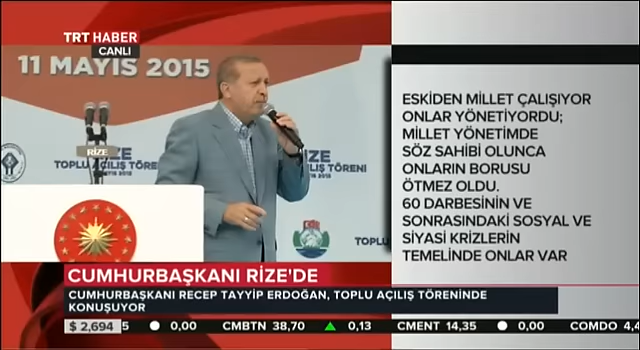 TRT HABER
CANLI
11 MAYIS 2015
RİZE
TOPLU AÇILIŞ TÖRENİ
RİZE
TOPLU
ESKİDEN MİLLET ÇALIŞIYOR
ONLAR YÖNETİYORDU;
MİLLET YÖNETİMDE
SÖZ SAHİBİ OLUNCA
ONLARIN BORUSU
ÖTMEZ OLDU.
60 DARBESİNİN VE
SONRASINDAKİ SOSYAL VE
SİYASİ KRİZLERİN
TEMELİNDE ONLAR VAR
CUMHURBAŞKANI RİZE'DE
CUMHURBAŞKANI RECEP TAYYİP ERDOĞAN, TOPLU AÇILIŞ TÖRENİNDE
KONUŞUYOR
$ 2,694 5 0,00 CMBTN 38,70 0,13 CMENT 14,35 0,00 COMDO 4,4